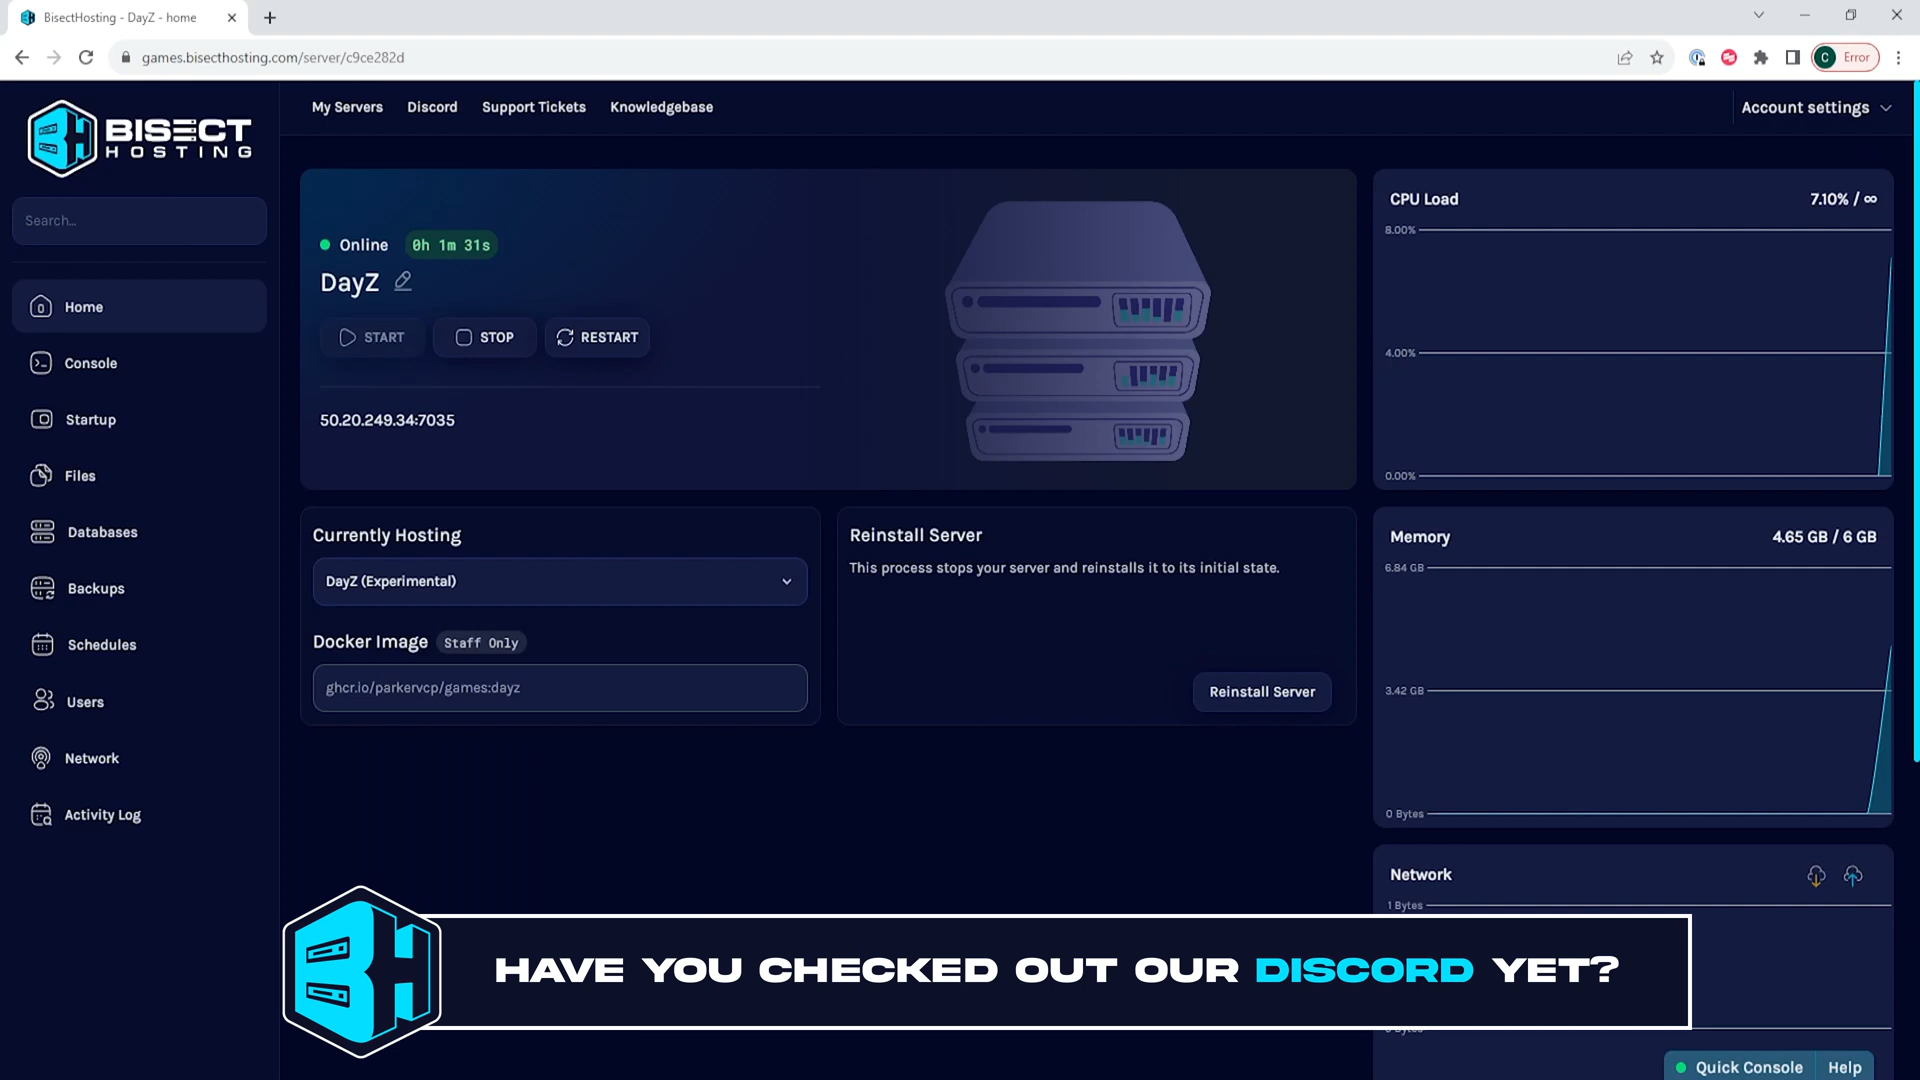 BisectHosting - DayZ - home
games.bisecthosting.com/server/c9ce282d
C Error
BISECT
HOSTING
My Servers Discord Support Tickets Knowledgebase
Account settings
Search...
Home
Console
Startup
Files
Databases
Backups
Schedules
Users
Network
Activity Log
Online 0h 1m 31s
DayZ
START STOP RESTART
50.20.249.34:7035
Currently Hosting
DayZ (Experimental)
Docker Image Staff Only
ghcr.io/parkervcp/games:dayz
Reinstall Server
This process stops your server and reinstalls it to its initial state.
Reinstall Server
CPU Load 7.10% / ∞
8.00%
4.00%
0.00%
Memory 4.65 GB / 6 GB
6.84 GB
3.42 GB
0 Bytes
Network
1 Bytes
HAVE YOU CHECKED OUT OUR DISCORD YET?
Quick Console Help